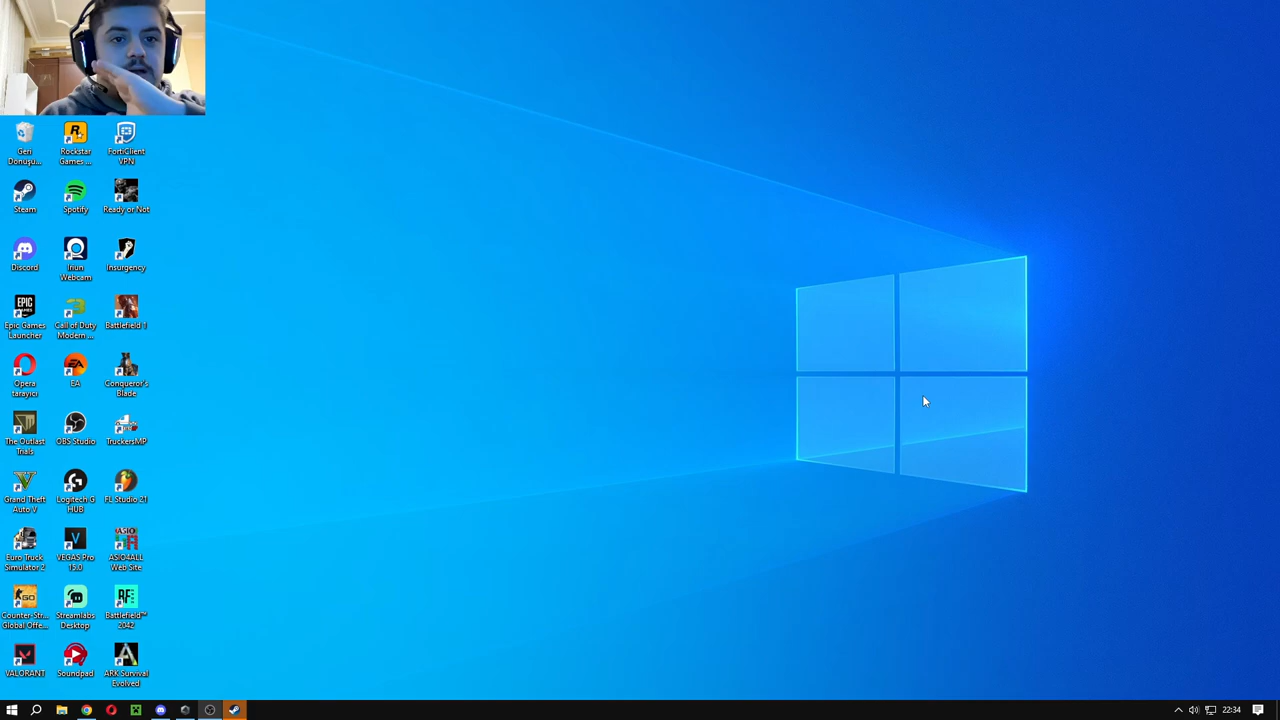 Geri
Dönüşü...
Rockstar
Games ...
FortiClient
VPN
Steam
Spotify
Ready or Not
Discord
Iriun
Webcam
Insurgency
Epic Games
Launcher
Call of Duty
Modern ...
Battlefield 1
Opera
tarayıcı
EA
Conqueror's
Blade
The Outlast
Trials
OBS Studio
TruckersMP
Grand Theft
Auto V
Logitech G
HUB
FL Studio 21
Euro Truck
Simulator 2
VEGAS Pro
15.0
ASIO4ALL
Web Site
Counter-Str...
Global Offe...
Streamlabs
Desktop
Battlefield™
2042
VALORANT
Soundpad
ARK Survival
Evolved
22:34